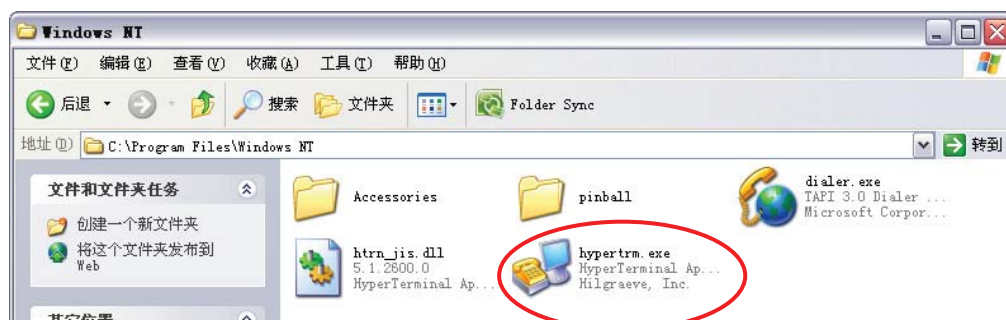 Windows NT
文件(F) 编辑(E) 查看(V) 收藏(A) 工具(T) 帮助(H)
后退 搜索 文件夹 Folder Sync
地址(D) C:\Program Files\Windows NT 转到
文件和文件夹任务
创建一个新文件夹
将这个文件夹发布到
Web
其它位置
Accessories
pinball
dialer.exe
TAPI 3.0 Dialer ...
Microsoft Corpor...
htrn_jis.dll
5.1.2600.0
HyperTerminal Ap...
hypertrm.exe
HyperTerminal Ap...
Hilgraeve, Inc.